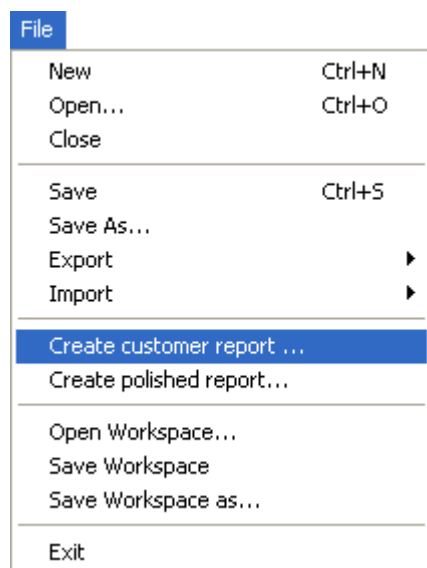 File
New Ctrl+N
Open... Ctrl+O
Close
Save Ctrl+S
Save As...
Export
Import
Create customer report ...
Create polished report...
Open Workspace...
Save Workspace
Save Workspace as...
Exit